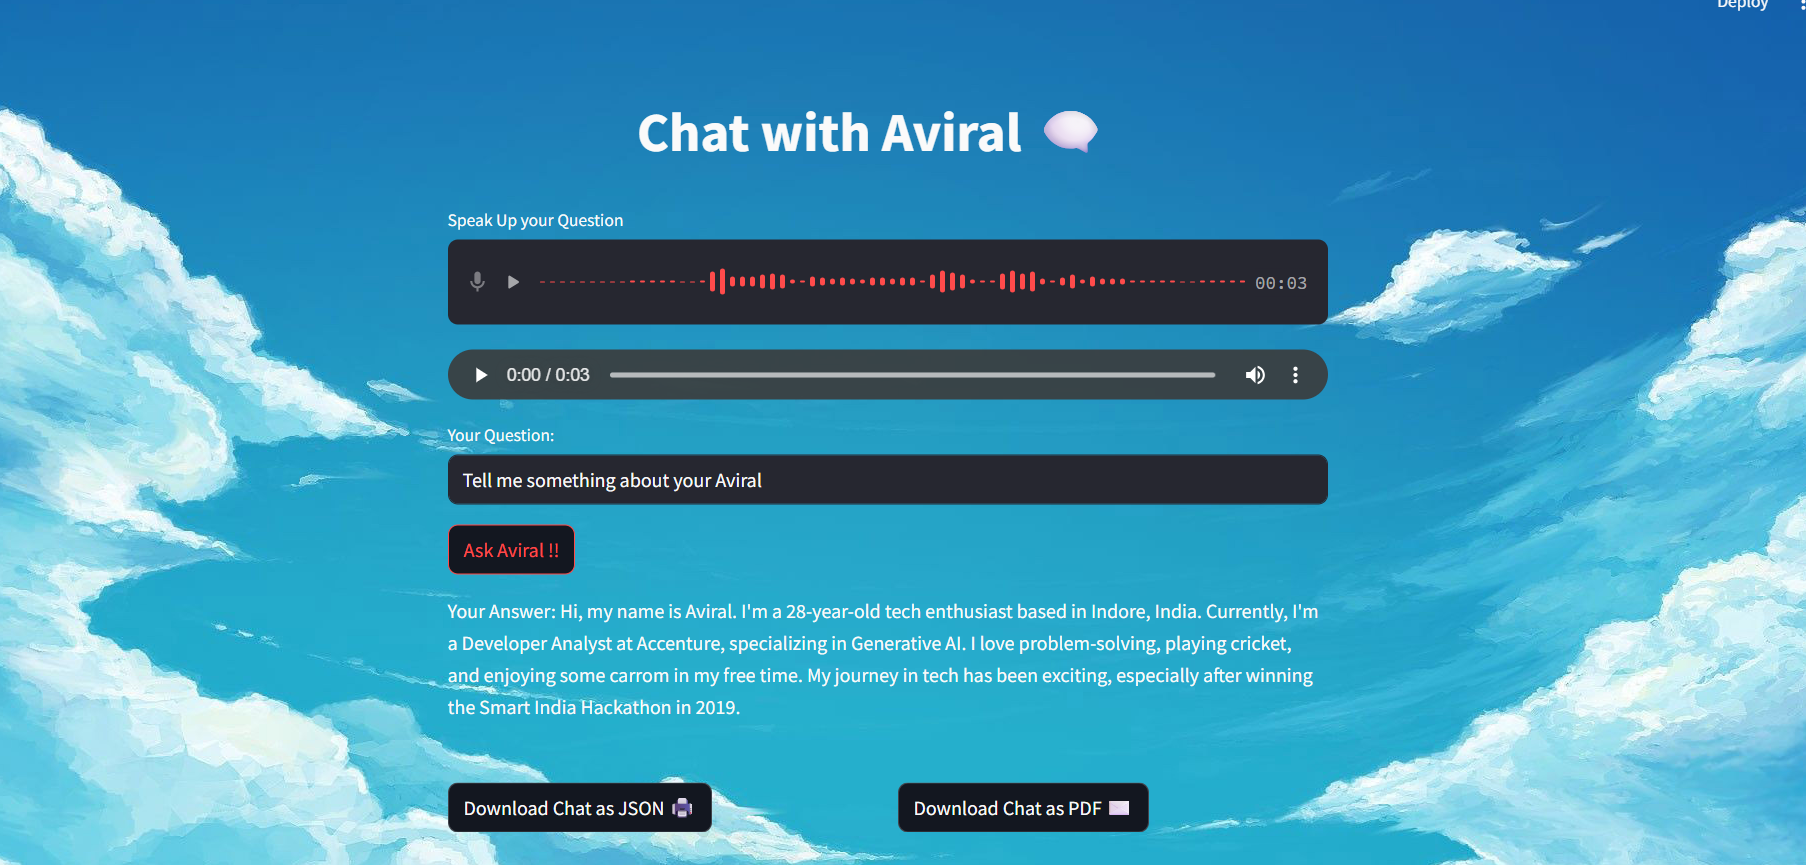 Deploy
Chat with Aviral
Speak Up your Question
00:03
0:00 / 0:03
Your Question:
Tell me something about your Aviral
Ask Aviral !!
Your Answer: Hi, my name is Aviral. I'm a 28-year-old tech enthusiast based in Indore, India. Currently, I'm
a Developer Analyst at Accenture, specializing in Generative AI. I love problem-solving, playing cricket,
and enjoying some carrom in my free time. My journey in tech has been exciting, especially after winning
the Smart India Hackathon in 2019.
Download Chat as JSON
Download Chat as PDF